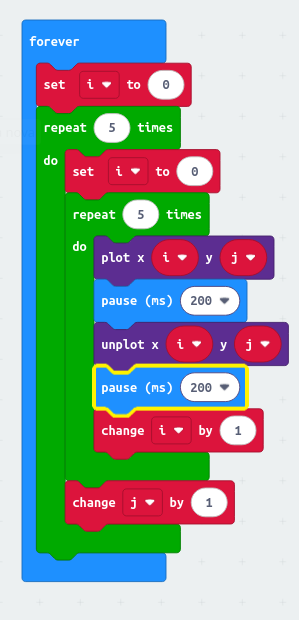 forever
set i to 0
repeat 5 times
do
set i to 0
repeat 5 times
do
plot x i y j
pause (ms) 200
unplot x i y j
pause (ms) 200
change i by 1
change j by 1